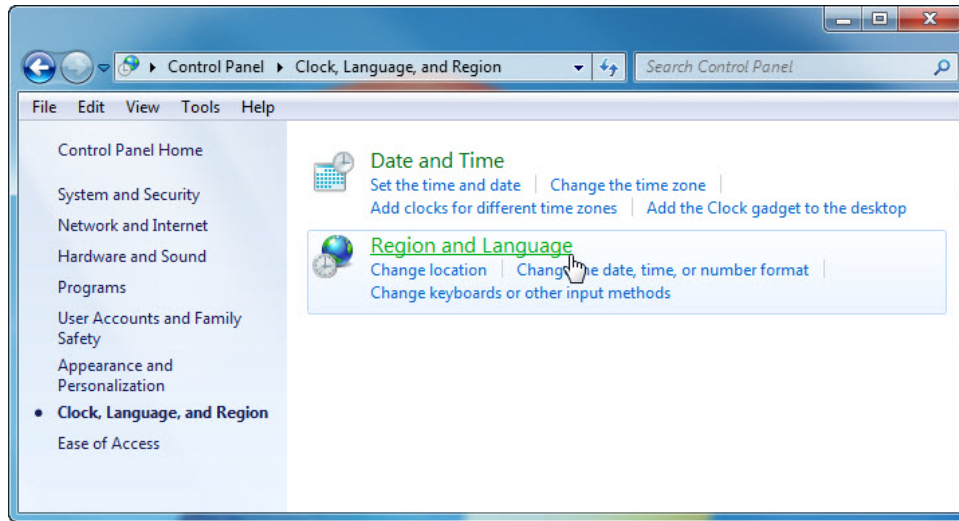 Control Panel Clock, Language, and Region Search Control Panel
File Edit View Tools Help
Control Panel Home
System and Security
Network and Internet
Hardware and Sound
Programs
User Accounts and Family
Safety
Appearance and
Personalization
Clock, Language, and Region
Ease of Access
Date and Time
Set the time and date Change the time zone
Add clocks for different time zones Add the Clock gadget to the desktop
Region and Language
Change location Change the date, time, or number format
Change keyboards or other input methods